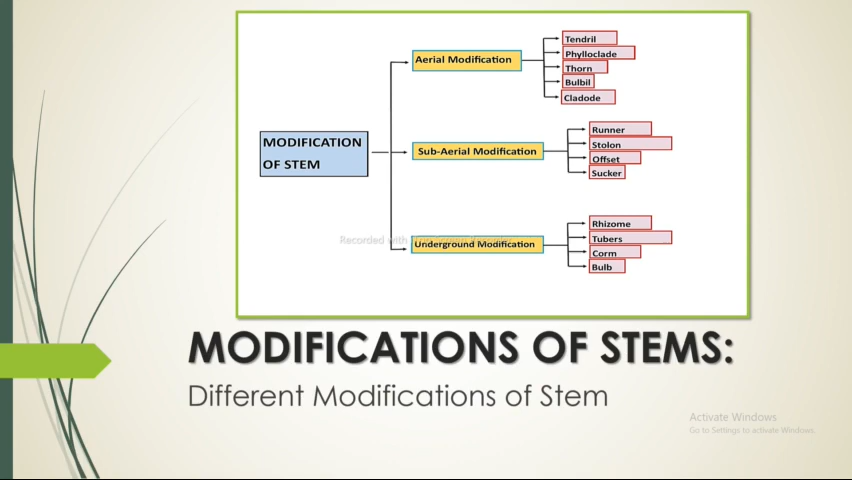 Aerial Modification
Tendril
Phylloclade
Thorn
Bulbil
Cladode
MODIFICATION
OF STEM
Sub-Aerial Modification
Runner
Stolon
Offset
Sucker
Recorded with
Underground Modification
Rhizome
Tubers
Corm
Bulb
MODIFICATIONS OF STEMS:
Different Modifications of Stem
Activate Windows
Go to Settings to activate Windows.